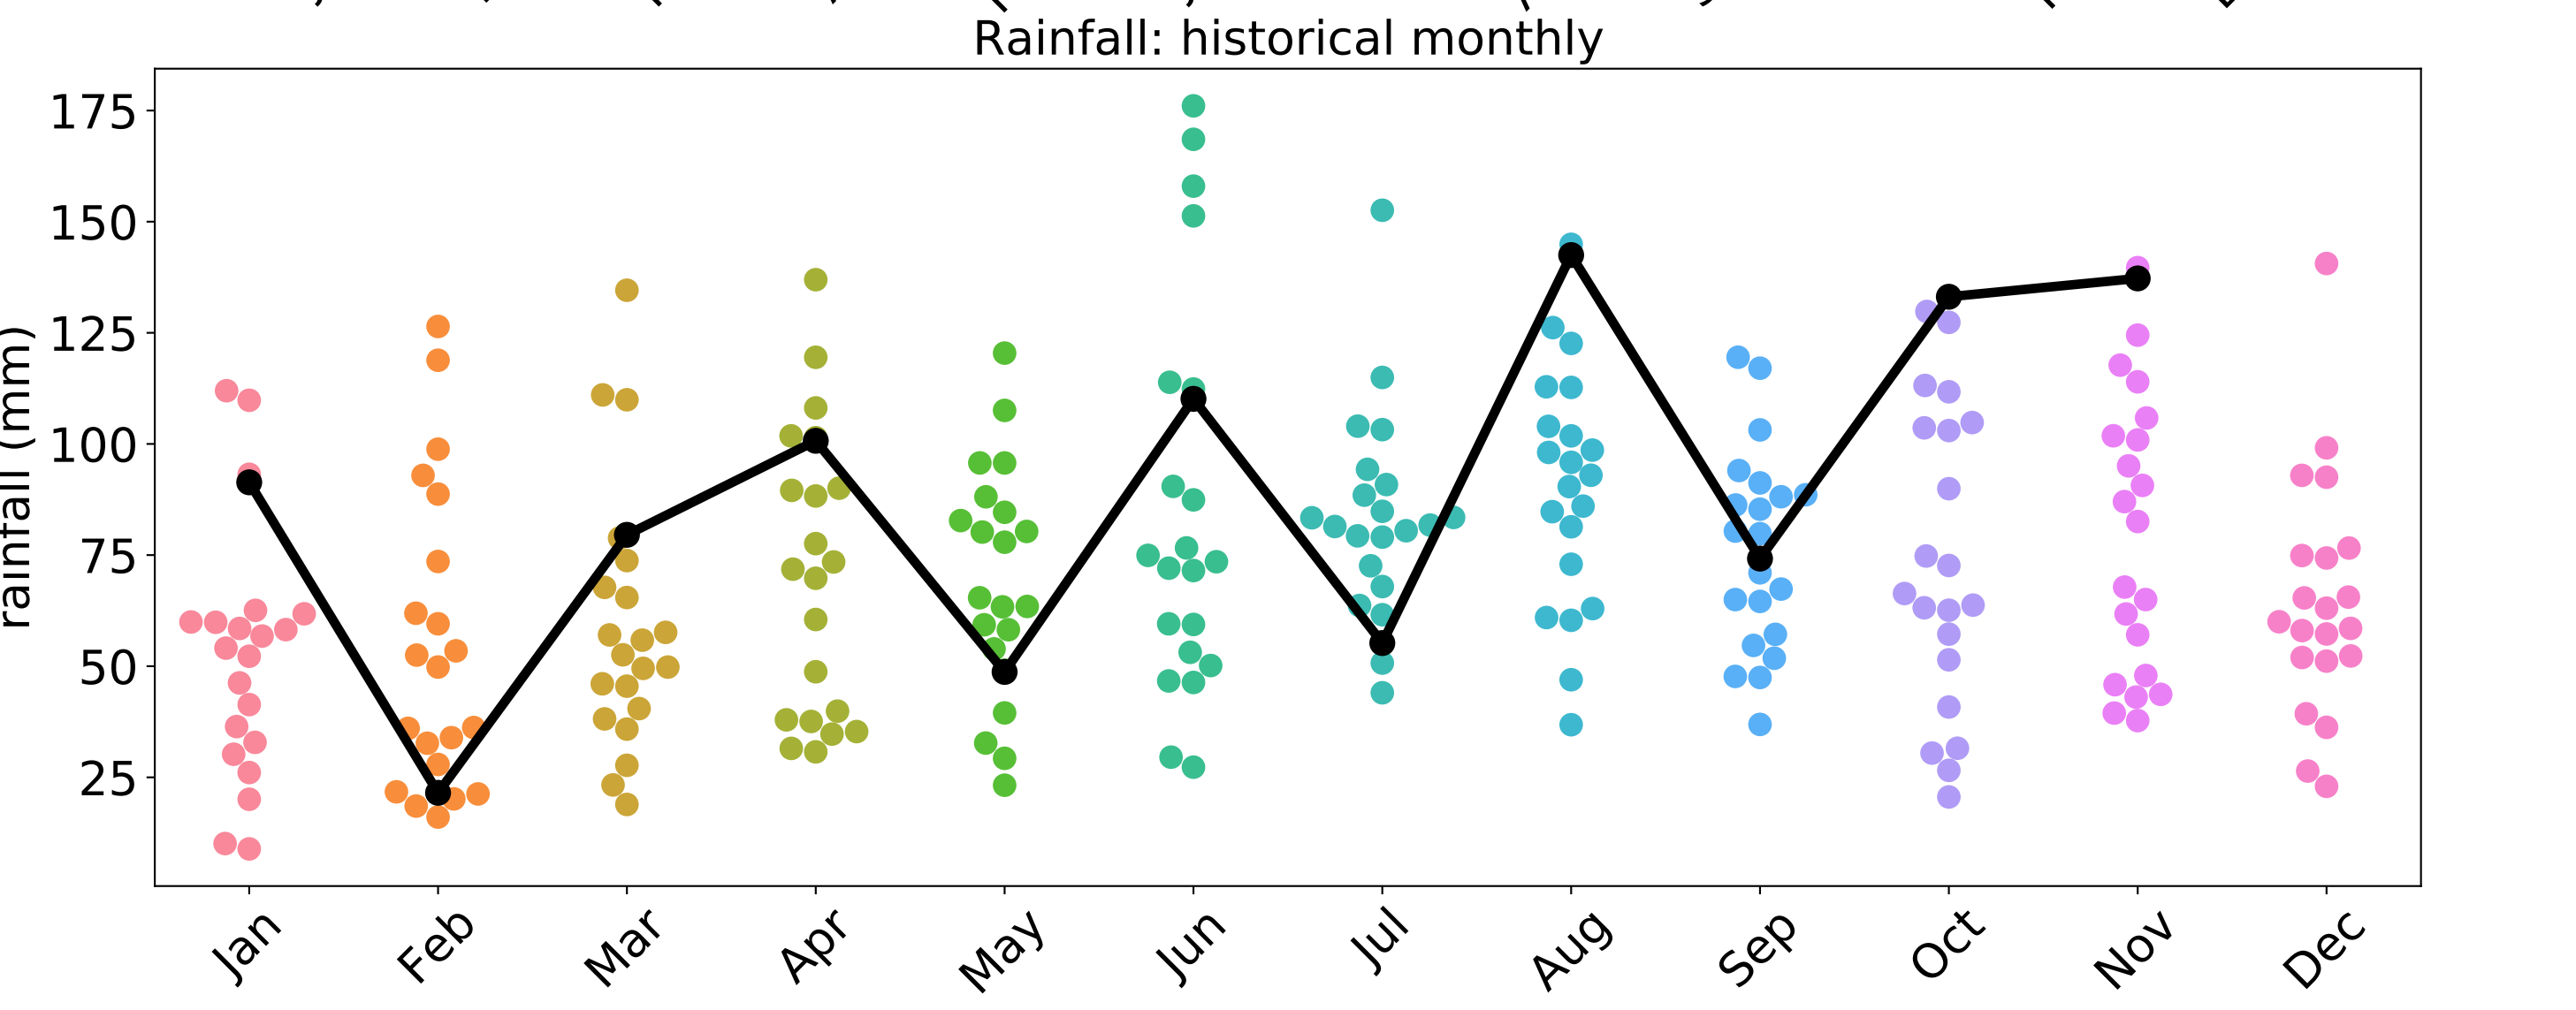 Rainfall: historical monthly
rainfall (mm)
175
150
125
100
75
50
25
Jan
Feb
Mar
Apr
May
Jun
Jul
Aug
Sep
Oct
Nov
Dec